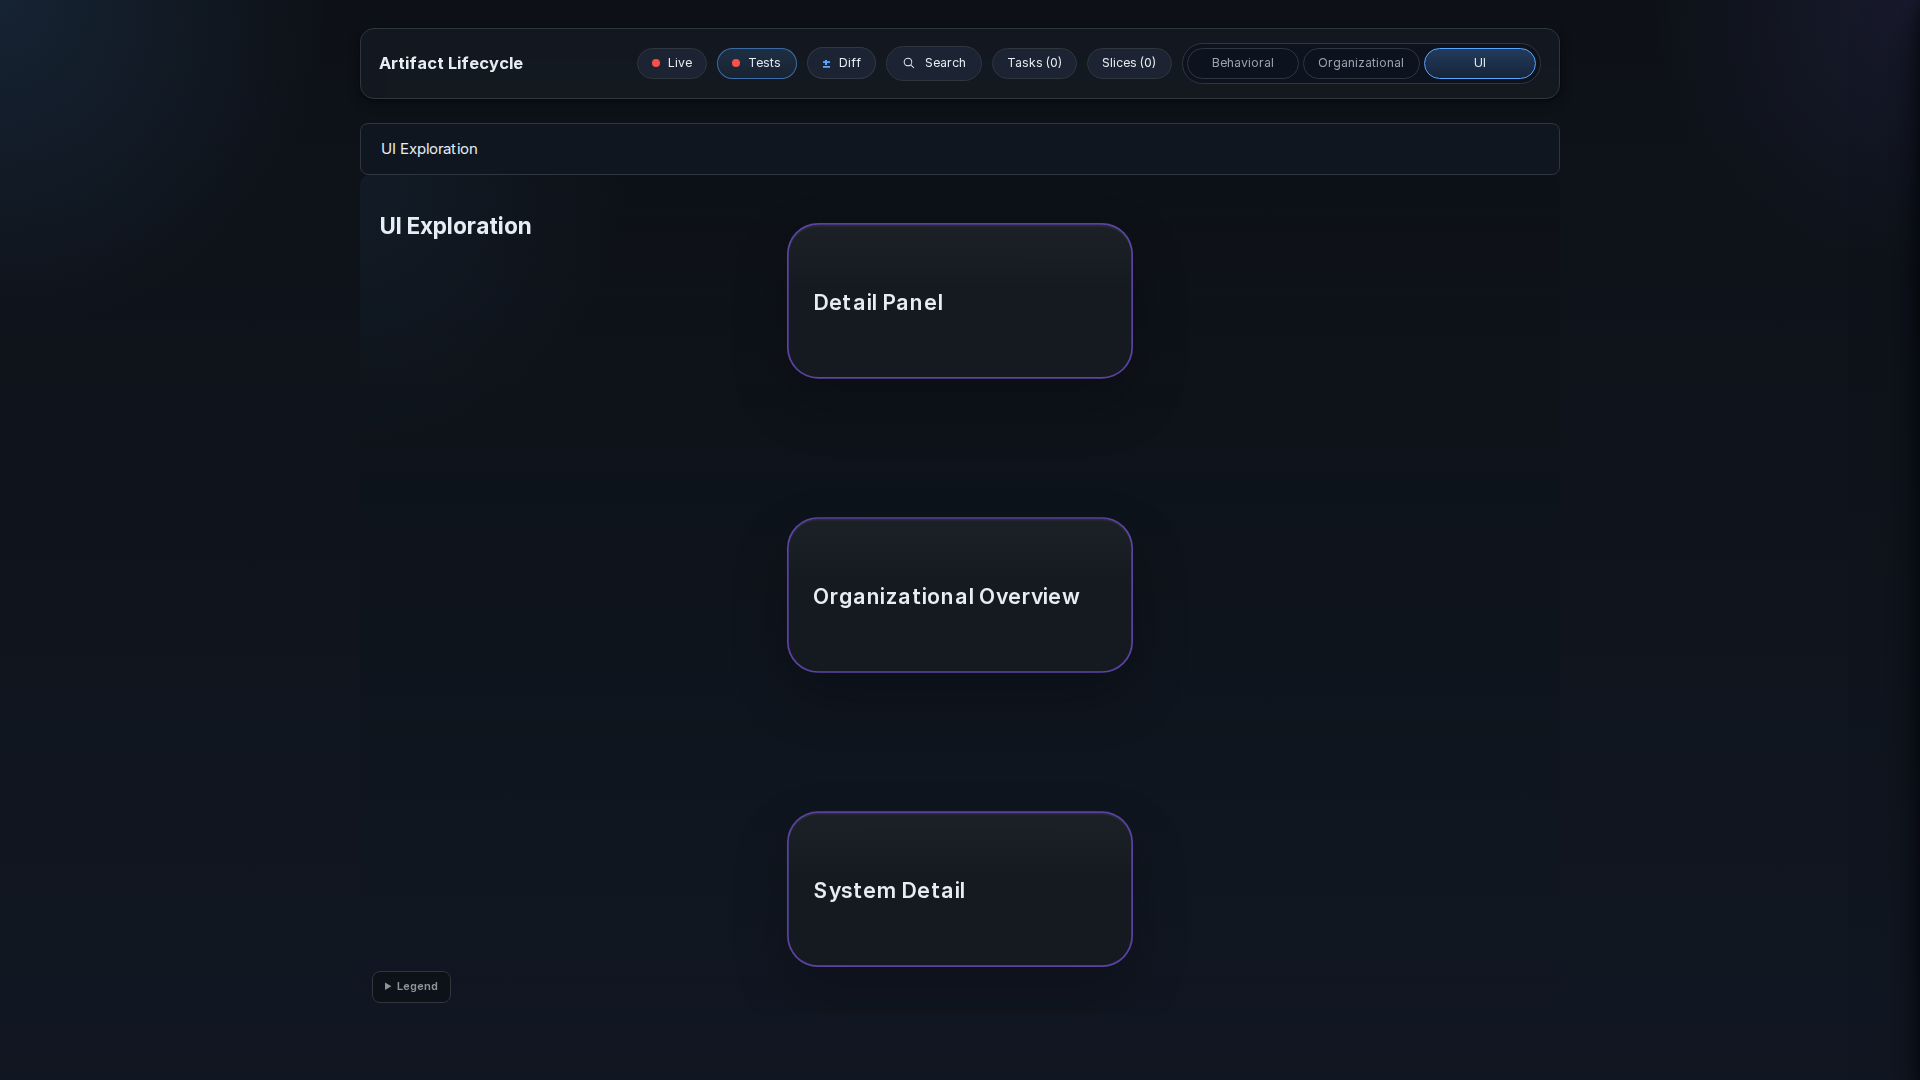 Artifact Lifecycle
Live
Tests
± Diff
Search
Tasks (0)
Slices (0)
Behavioral
Organizational
UI
UI Exploration
UI Exploration
Detail Panel
Organizational Overview
System Detail
Legend